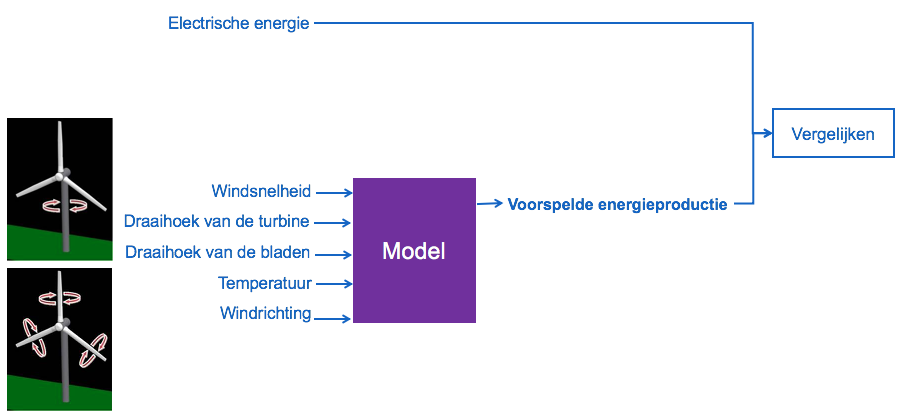 Electrische energie
Vergelijken
Windsnelheid
Draaihoek van de turbine
Draaihoek van de bladen
Temperatuur
Windrichting
Model
Voorspelde energieproductie